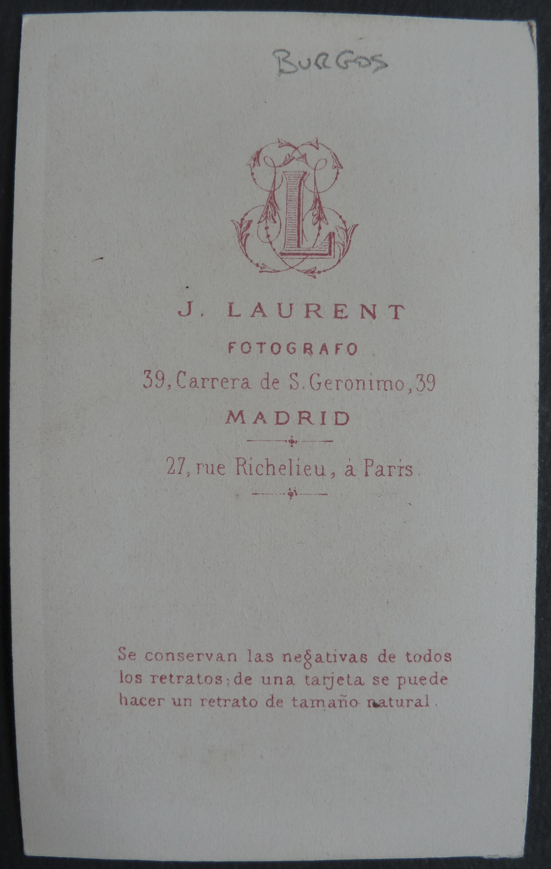 BURGOS
JL
J. LAURENT
FOTOGRAFO
39, Carrera de S. Geronimo, 39
MADRID
27, rue Richelieu, à Paris.
Se conservan las negativas de todos
los retratos; de una tarjeta se puede
hacer un retrato de tamaño natural.